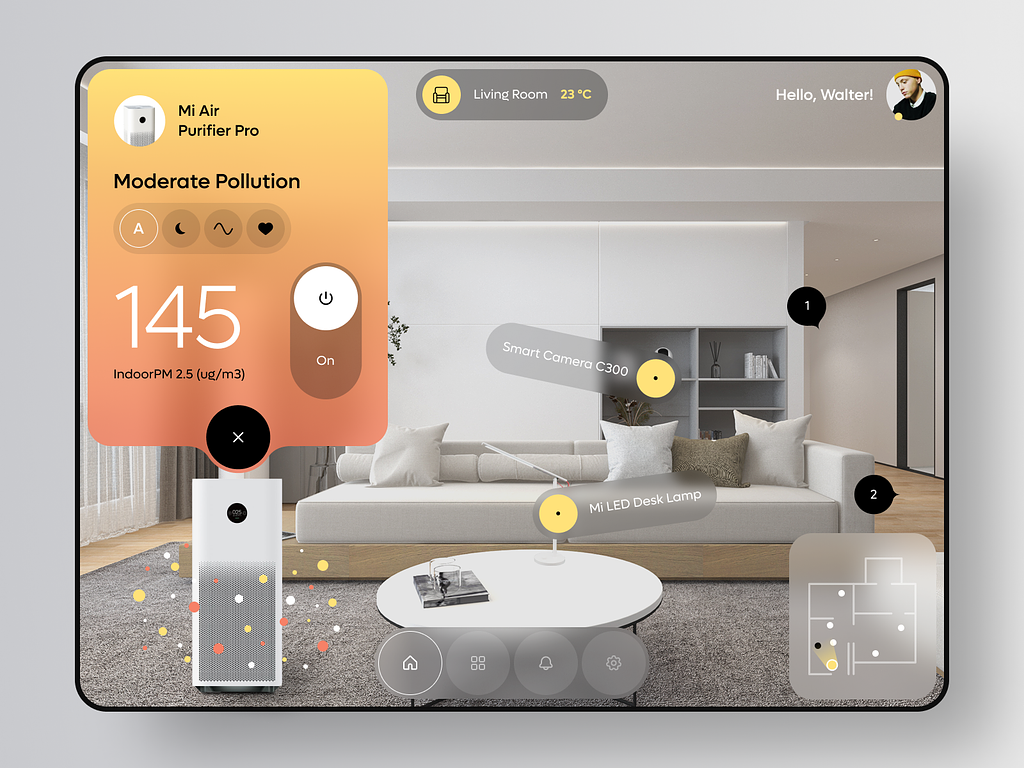 Mi Air
Purifier Pro
Living Room 23 °C
Hello, Walter!
Moderate Pollution
A
145
On
IndoorPM 2.5 (ug/m3)
1
Smart Camera C300
2
Mi LED Desk Lamp